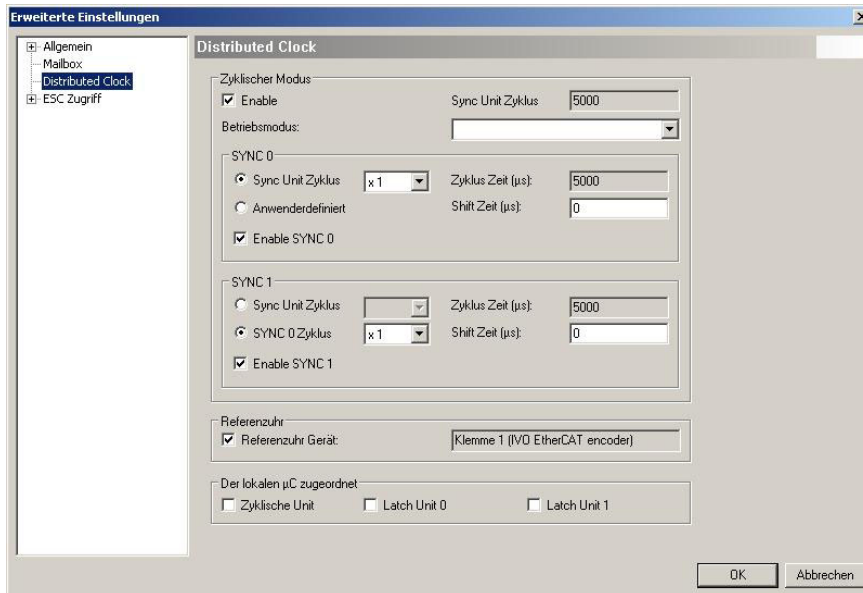 Erweiterte Einstellungen
Allgemein
Mailbox
Distributed Clock
ESC Zugriff
Distributed Clock
Zyklischer Modus
Enable Sync Unit Zyklus 5000
Betriebsmodus:
SYNC 0
Sync Unit Zyklus x 1 Zyklus Zeit (µs): 5000
Anwenderdefiniert Shift Zeit (µs): 0
Enable SYNC 0
SYNC 1
Sync Unit Zyklus Zyklus Zeit (µs): 5000
SYNC 0 Zyklus x 1 Shift Zeit (µs): 0
Enable SYNC 1
Referenzuhr
Referenzuhr Gerät: Klemme 1 (IVO EtherCAT encoder)
Der lokalen µC zugeordnet
Zyklische Unit Latch Unit 0 Latch Unit 1
OK Abbrechen